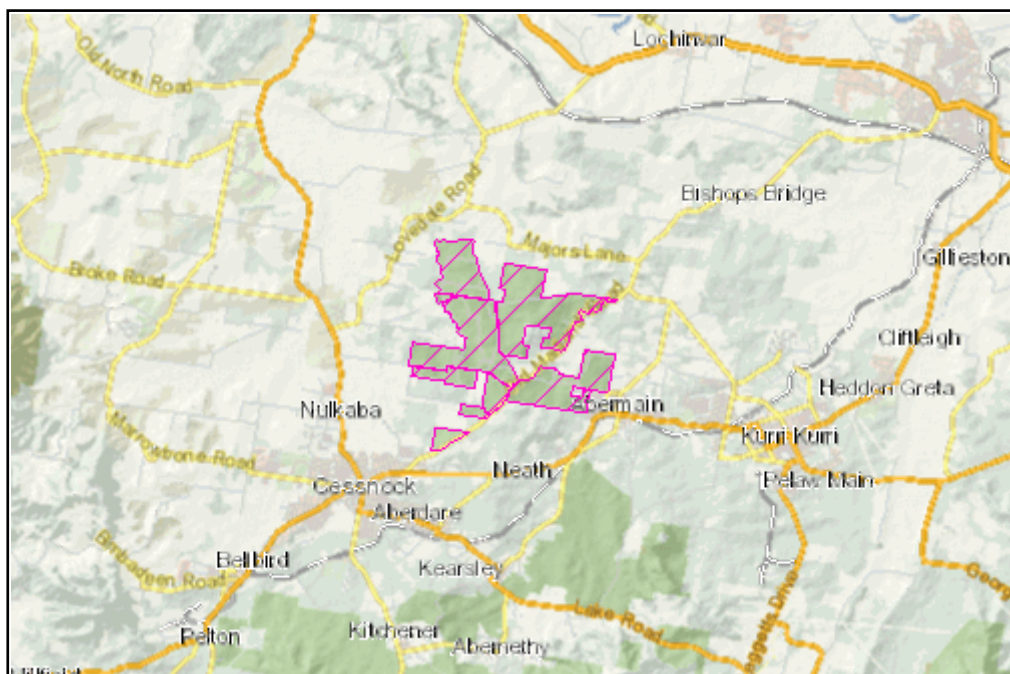 Lochinvar
Old North Road
Bishops Bridge
Lovedale Road
Majors Lane
Gillieston
Broke Road
Cliftleigh
Heddon Greta
Nulkaba
Abermain
Kurri Kurri
Marrowbone Road
Neath
Pelaw Main
Cessnock
Aberdare
Bellbird
Kearsley
Lake Road
Pelton
Kitchener
Abernethy